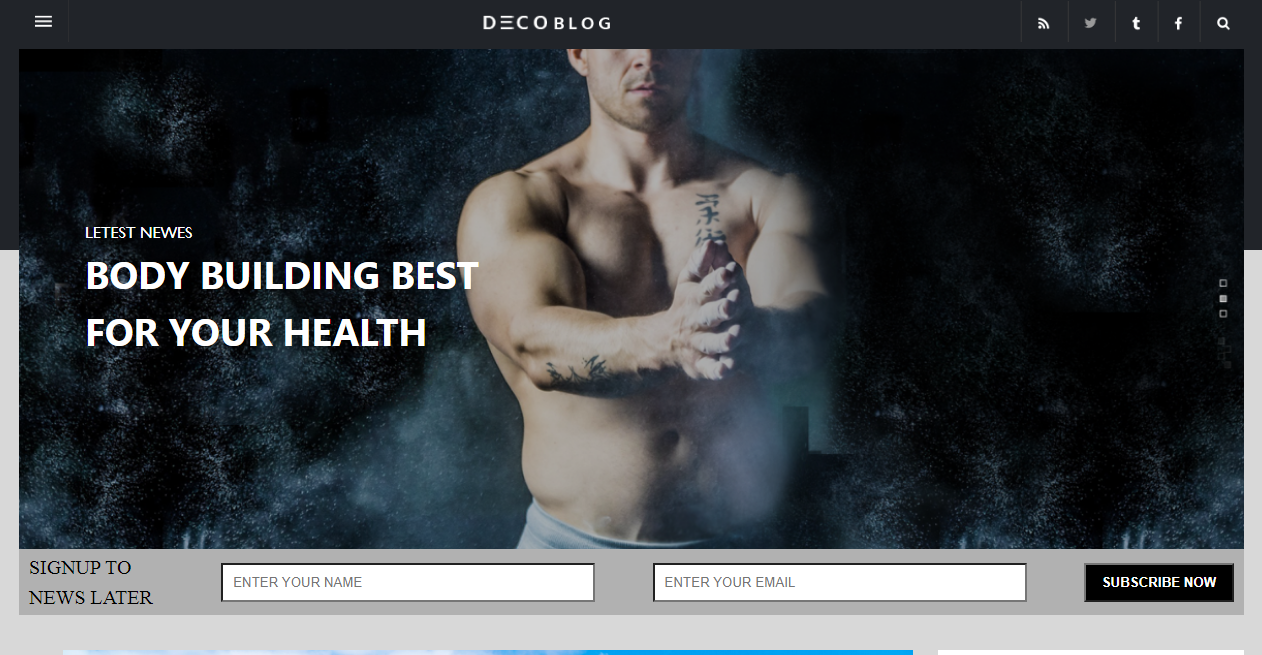 DECOBLOG
LETEST NEWES
BODY BUILDING BEST
FOR YOUR HEALTH
SIGNUP TO
NEWS LATER
ENTER YOUR NAME
ENTER YOUR EMAIL
SUBSCRIBE NOW